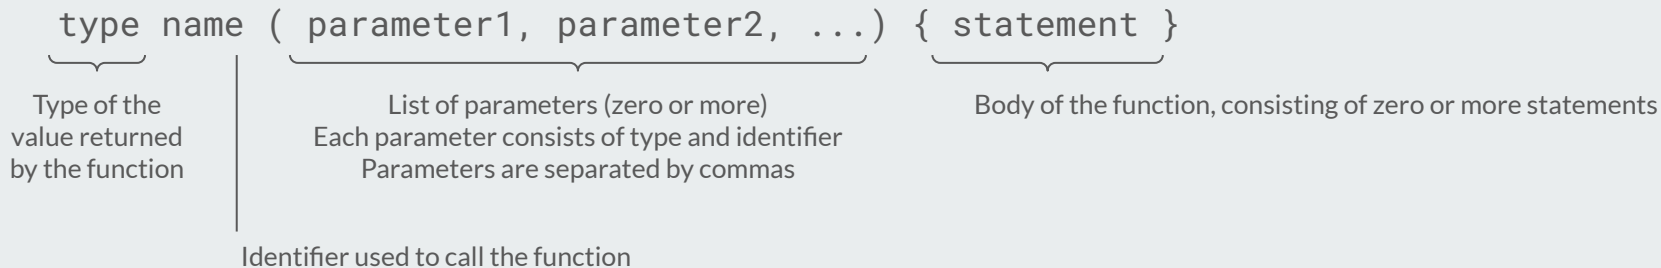 type name ( parameter1, parameter2, ...) { statement }
Type of the
value returned
by the function
List of parameters (zero or more)
Each parameter consists of type and identifier
Parameters are separated by commas
Body of the function, consisting of zero or more statements
Identifier used to call the function